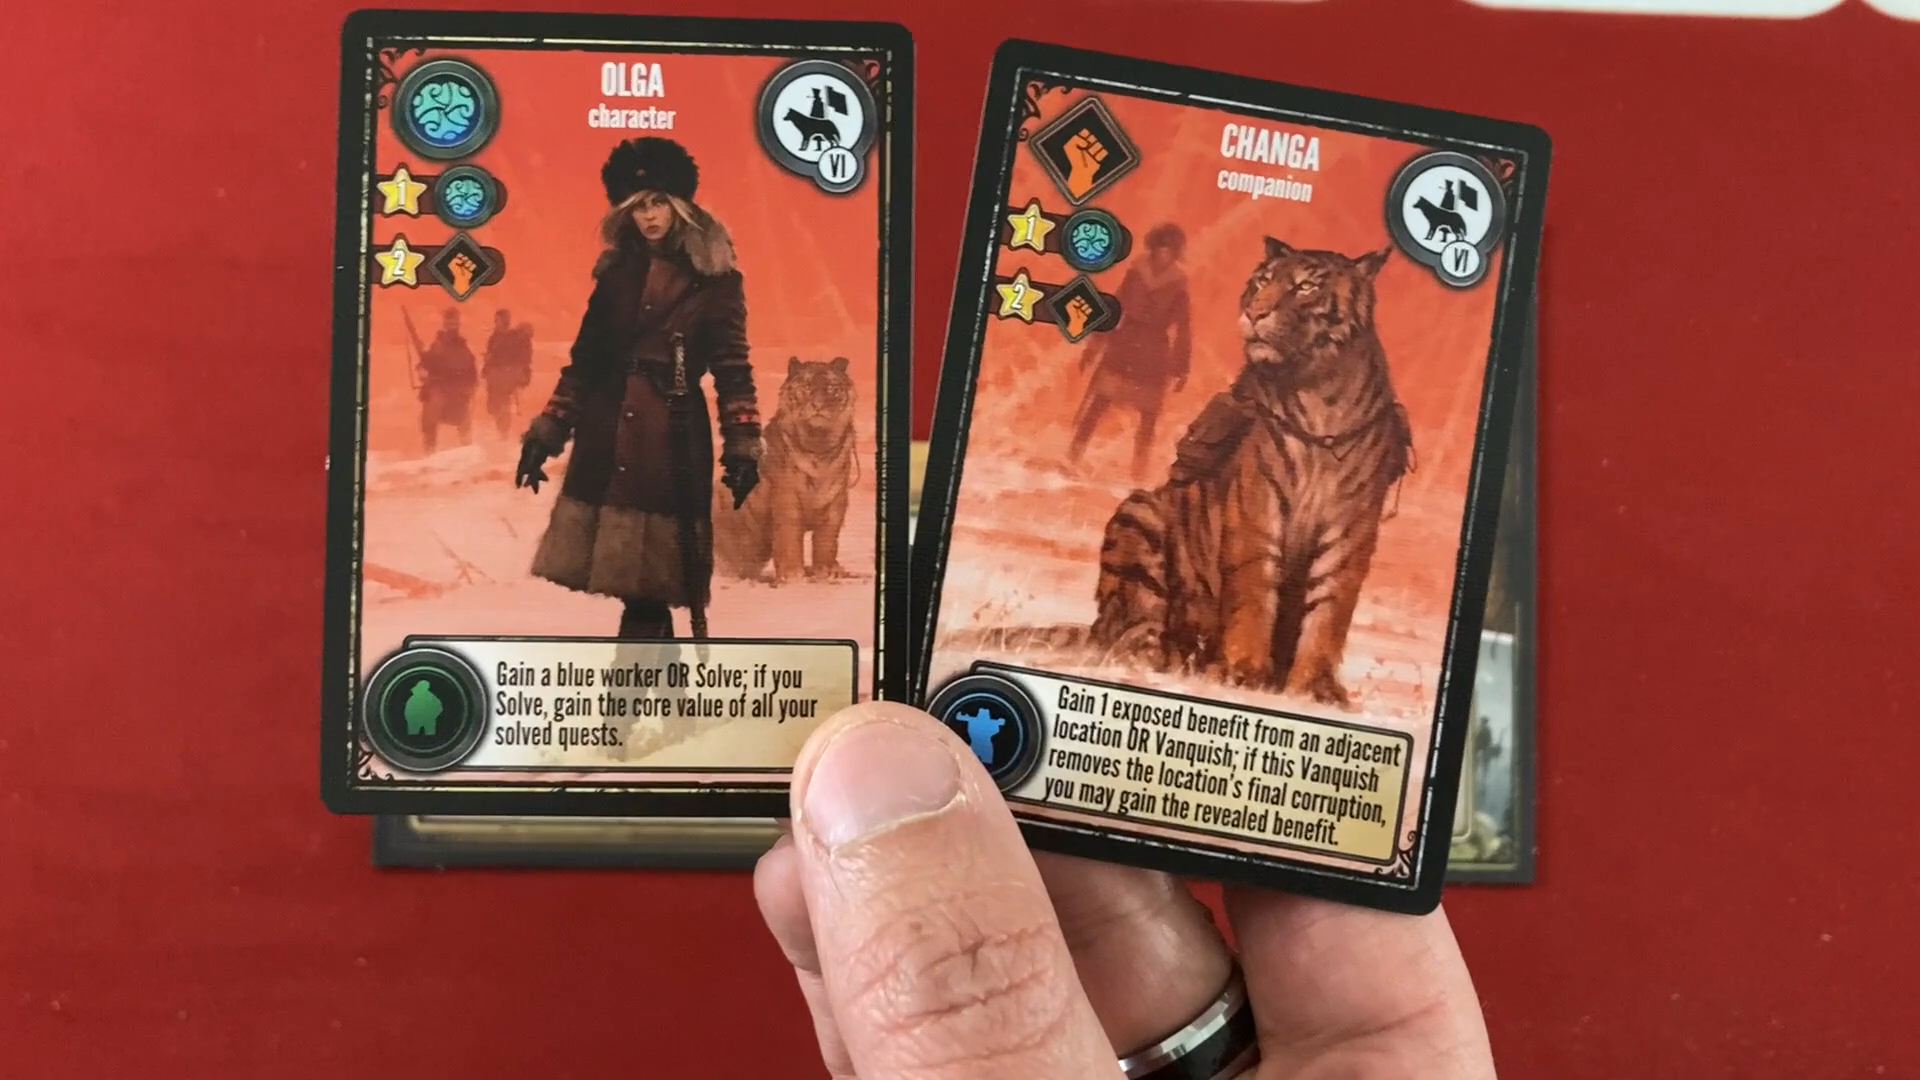 OLGA
character
VI
1
2
Gain a blue worker OR Solve; if you
Solve, gain the core value of all your
solved quests.
CHANGA
companion
VI
1
2
Gain 1 exposed benefit from an adjacent
location OR Vanquish; if this Vanquish
removes the location's final corruption,
you may gain the revealed benefit.